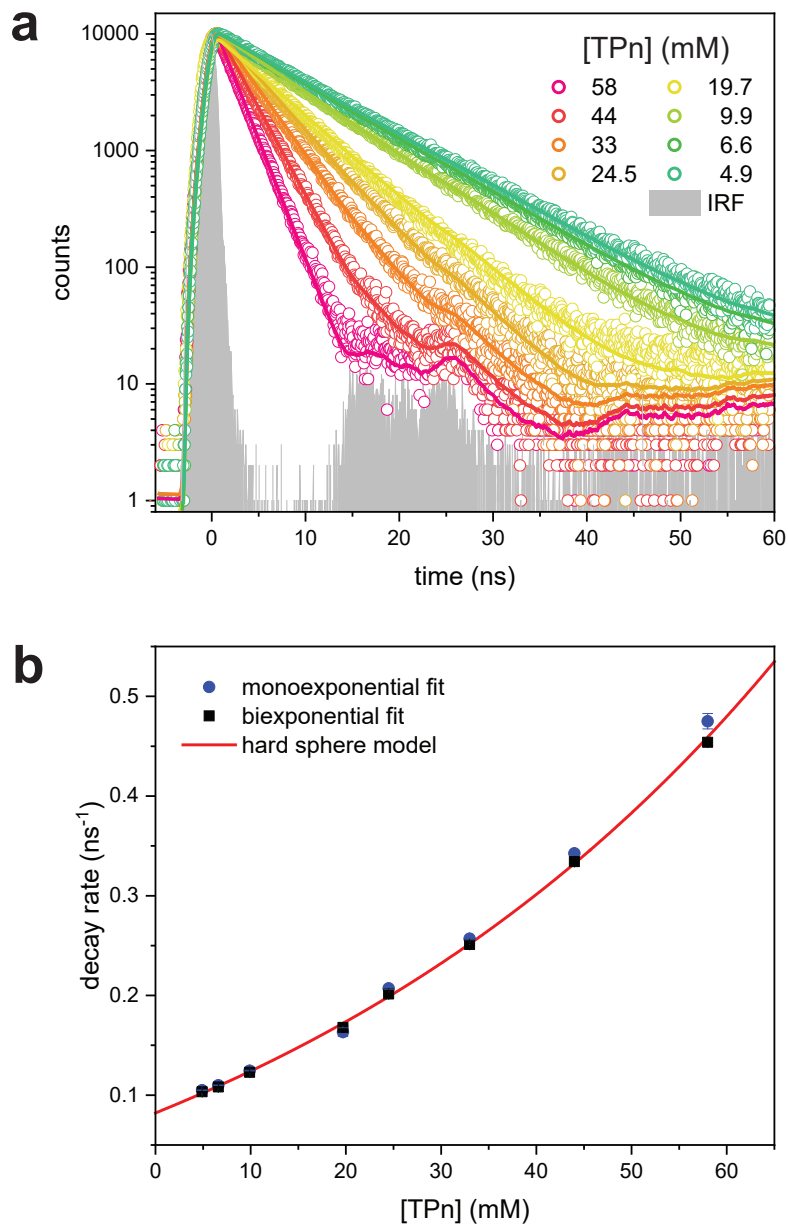 a
10000
1000
100
10
1
counts
[TPn] (mM)
58 19.7
44 9.9
33 6.6
24.5 4.9
IRF
0 10 20 30 40 50 60
time (ns)
b
monoexponential fit
biexponential fit
hard sphere model
0.5
0.4
0.3
0.2
0.1
decay rate (ns⁻¹)
0 10 20 30 40 50 60
[TPn] (mM)